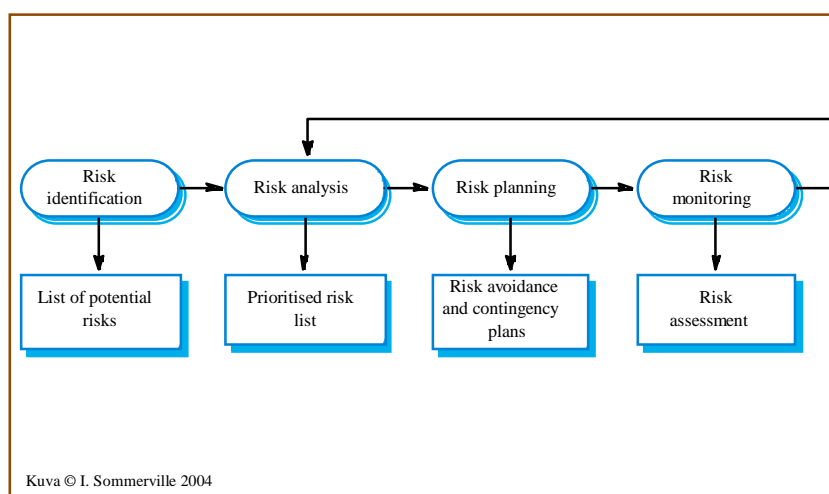 Risk
identification
Risk analysis
Risk planning
Risk
monitoring
List of potential
risks
Prioritised risk
list
Risk avoidance
and contingency
plans
Risk
assessment
Kuva © I. Sommerville 2004